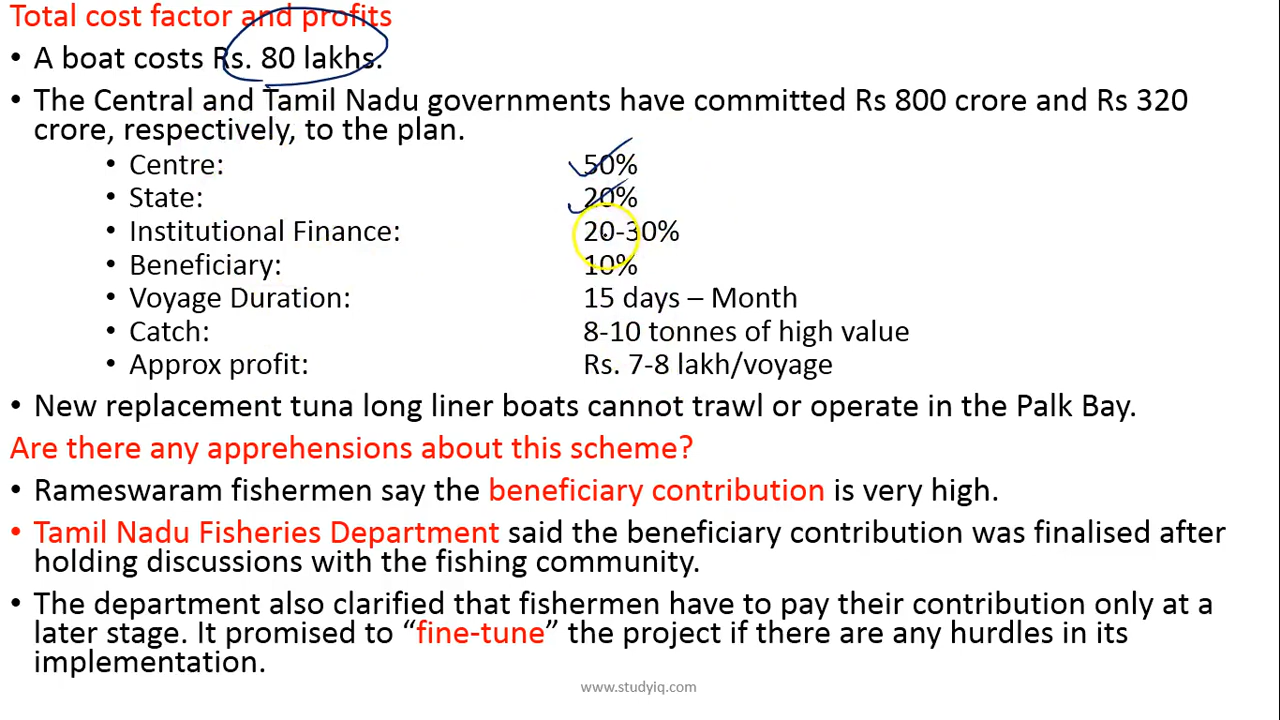 Total cost factor and profits
• A boat costs Rs. 80 lakhs.
• The Central and Tamil Nadu governments have committed Rs 800 crore and Rs 320
crore, respectively, to the plan.
• Centre: 50%
• State: 20%
• Institutional Finance: 20-30%
• Beneficiary: 10%
• Voyage Duration: 15 days – Month
• Catch: 8-10 tonnes of high value
• Approx profit: Rs. 7-8 lakh/voyage
• New replacement tuna long liner boats cannot trawl or operate in the Palk Bay.
Are there any apprehensions about this scheme?
• Rameswaram fishermen say the beneficiary contribution is very high.
• Tamil Nadu Fisheries Department said the beneficiary contribution was finalised after
holding discussions with the fishing community.
• The department also clarified that fishermen have to pay their contribution only at a
later stage. It promised to “fine-tune” the project if there are any hurdles in its
implementation.
www.studyiq.com